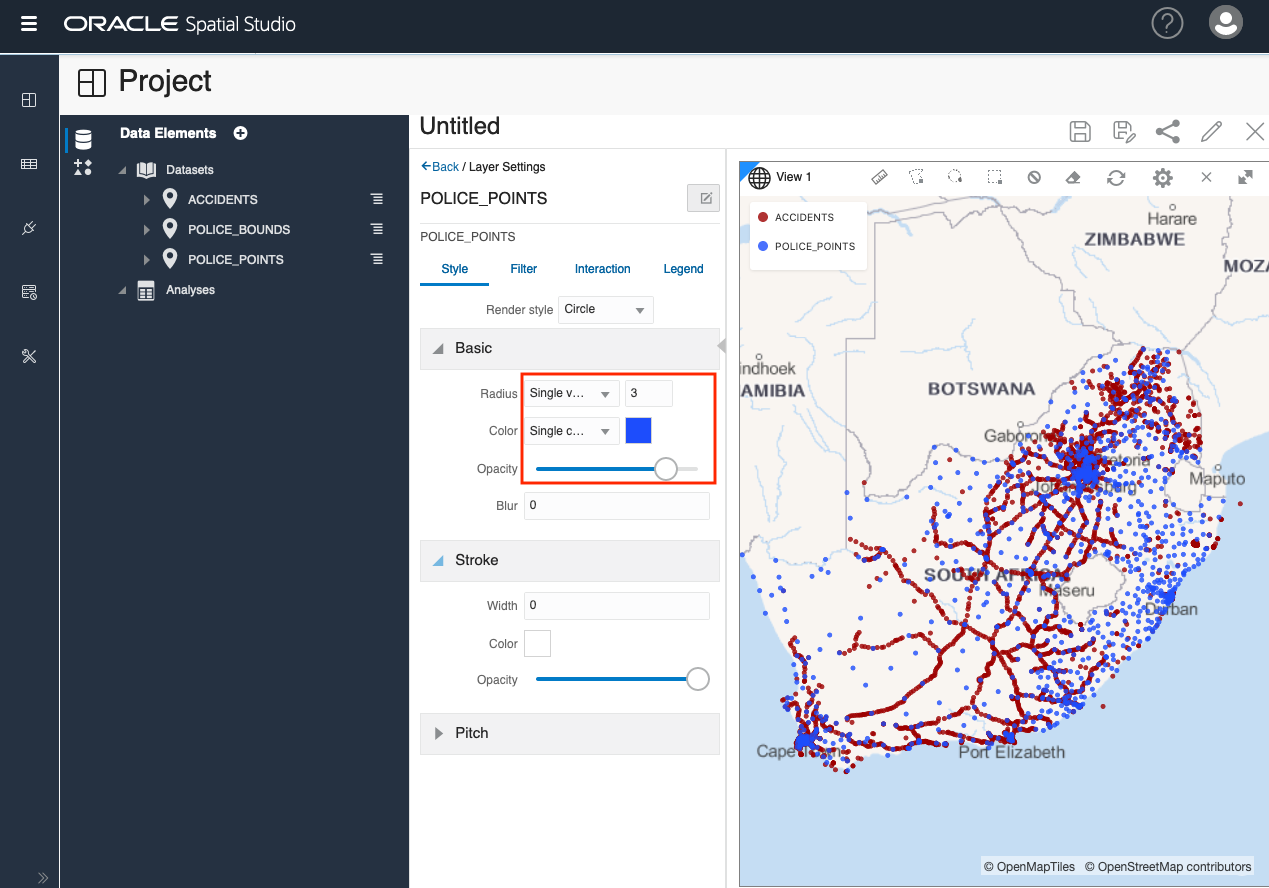 ORACLE Spatial Studio
?
Project
Data Elements
Datasets
ACCIDENTS
POLICE_BOUNDS
POLICE_POINTS
Analyses
Untitled
Back / Layer Settings
POLICE_POINTS
POLICE_POINTS
Style Filter Interaction Legend
Render style Circle
Basic
Radius Single v... 3
Color Single c...
Opacity
Blur 0
Stroke
Width 0
Color
Opacity
Pitch
View 1
ACCIDENTS
POLICE_POINTS
Harare
ZIMBABWE
MOZA
indhoek
AMIBIA
BOTSWANA
Gaboron
Pretoria
Johannesburg
Maputo
SOUTH AFRICA
Maseru
Durban
Cape Town
Port Elizabeth
© OpenMapTiles © OpenStreetMap contributors